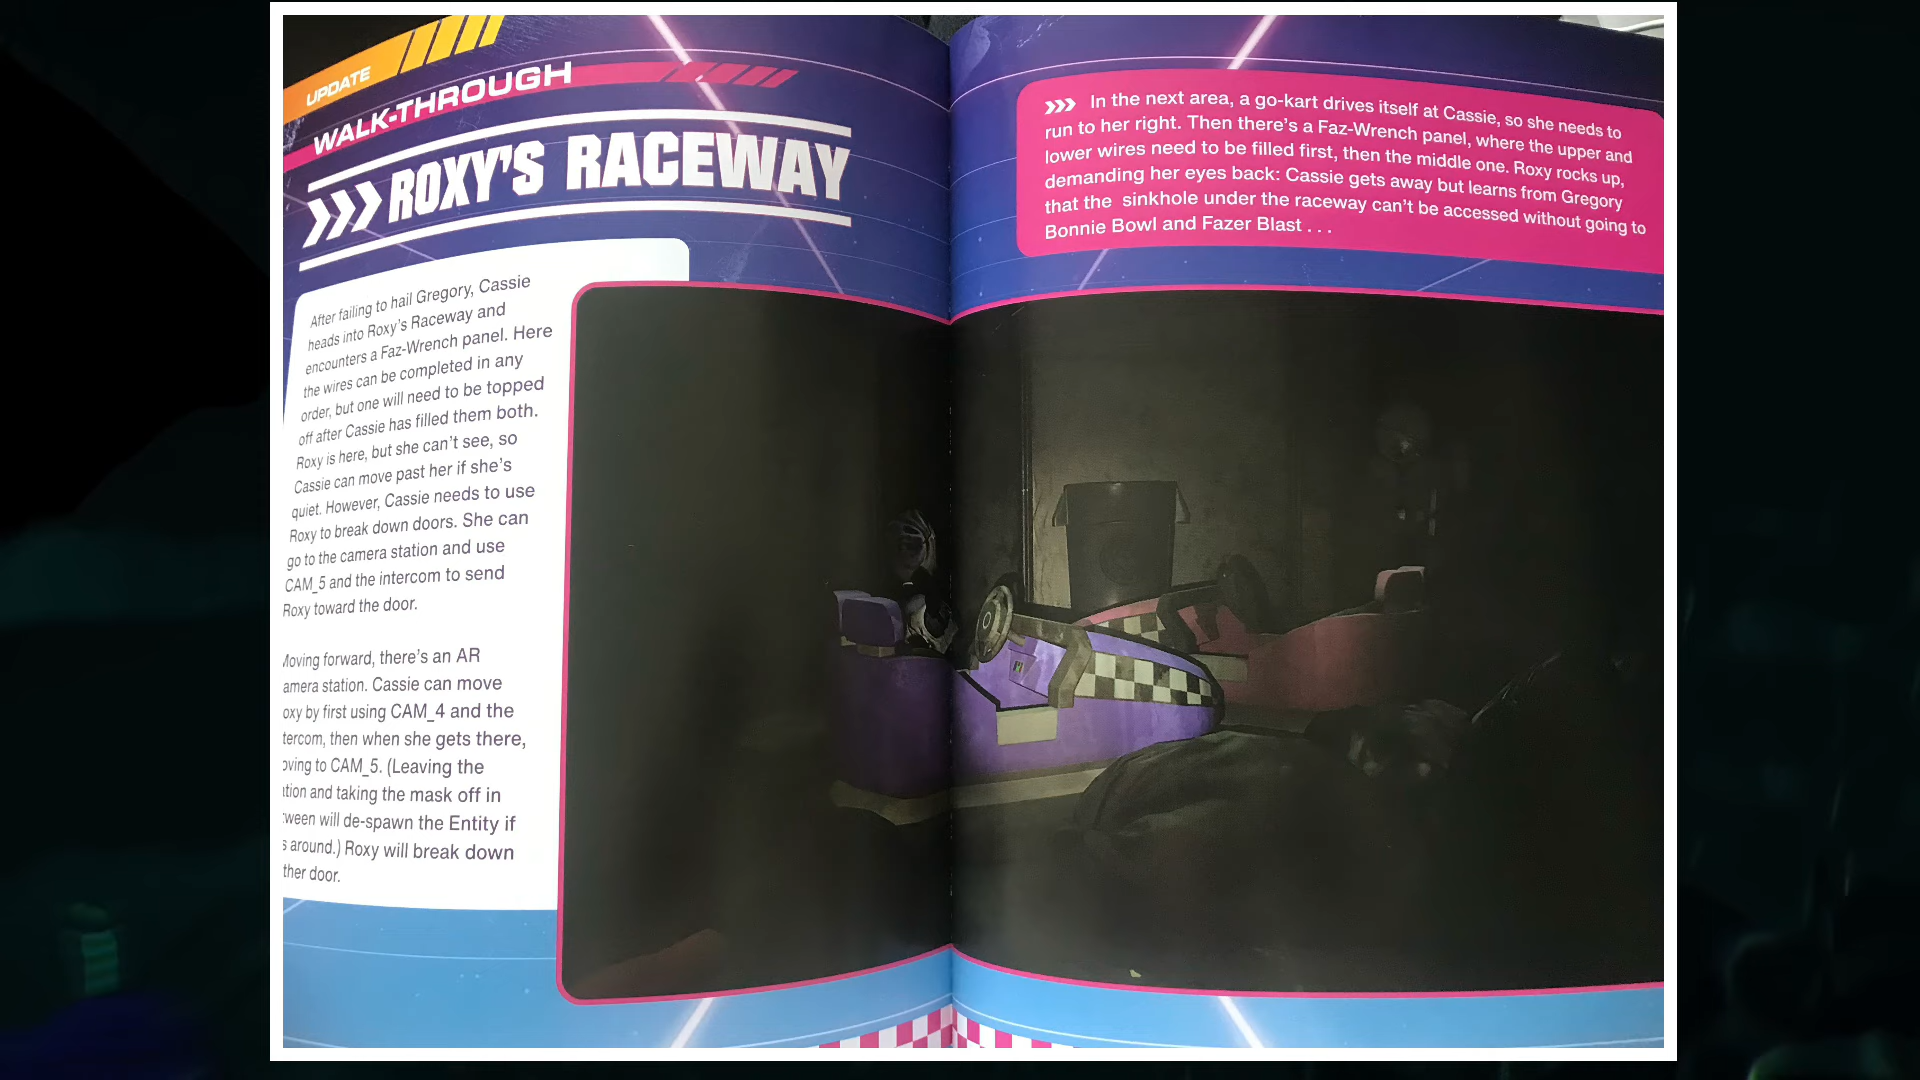 UPDATE
WALK-THROUGH
>>>ROXY'S RACEWAY
After failing to hail Gregory, Cassie
heads into Roxy's Raceway and
encounters a Faz-Wrench panel. Here
the wires can be completed in any
order, but one will need to be topped
off after Cassie has filled them both.
Roxy is here, but she can't see, so
Cassie can move past her if she's
quiet. However, Cassie needs to use
Roxy to break down doors. She can
go to the camera station and use
CAM_5 and the intercom to send
Roxy toward the door.
Moving forward, there's an AR
amera station. Cassie can move
oxy by first using CAM_4 and the
tercom, then when she gets there,
oving to CAM_5. (Leaving the
tion and taking the mask off in
tween will de-spawn the Entity if
s around.) Roxy will break down
ther door.
>>> In the next area, a go-kart drives itself at Cassie, so she needs to
run to her right. Then there's a Faz-Wrench panel, where the upper and
lower wires need to be filled first, then the middle one. Roxy rocks up,
demanding her eyes back: Cassie gets away but learns from Gregory
that the sinkhole under the raceway can't be accessed without going to
Bonnie Bowl and Fazer Blast . . .